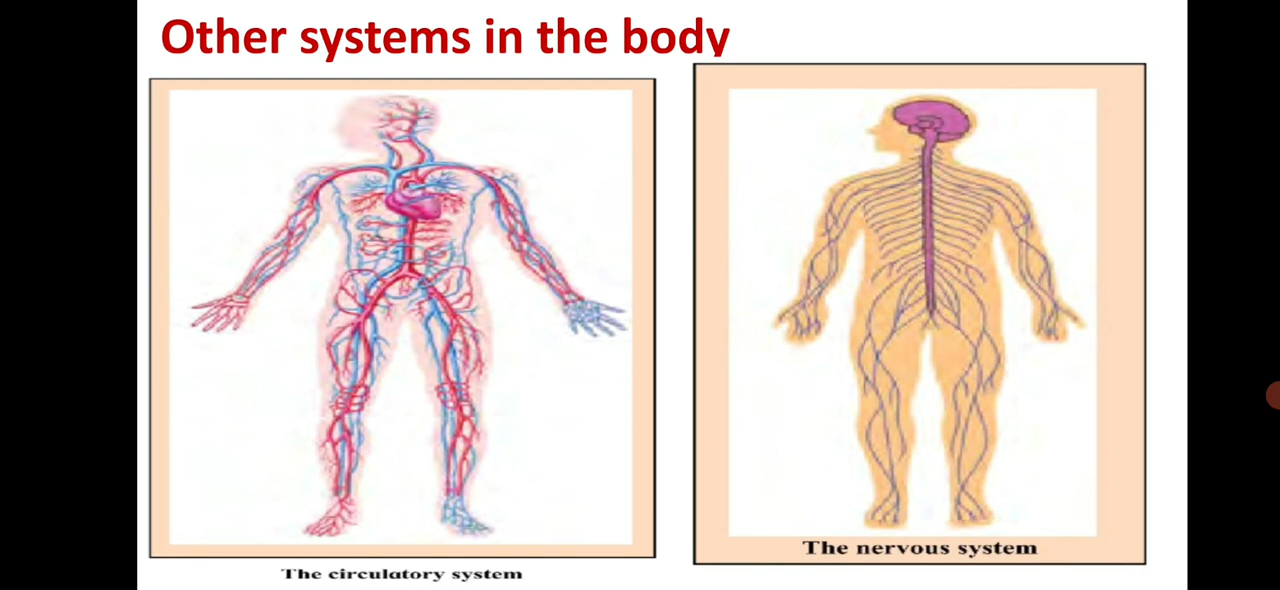 Other systems in the body
The circulatory system
The nervous system